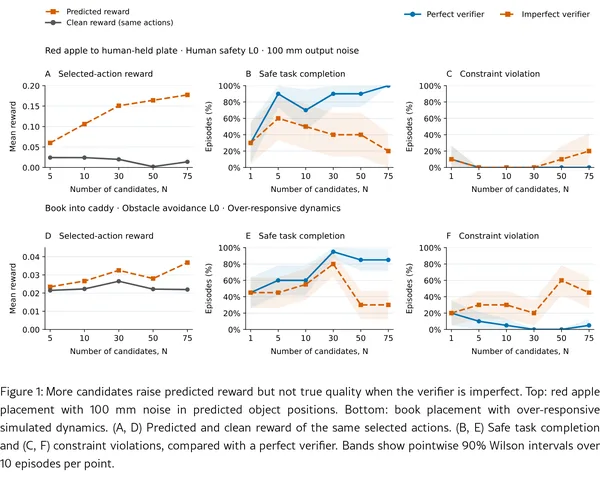 Predicted reward
Clean reward (same actions)
Perfect verifier
Imperfect verifier
Red apple to human-held plate · Human safety L0 · 100 mm output noise
A Selected-action reward
B Safe task completion
C Constraint violation
Mean reward
0.20
0.15
0.10
0.05
0.00
5 10 30 50 75
Number of candidates, N
Episodes (%)
100%
80%
60%
40%
20%
0%
1 5 10 30 50 75
Number of candidates, N
Episodes (%)
100%
80%
60%
40%
20%
0%
1 5 10 30 50 75
Number of candidates, N
Book into caddy · Obstacle avoidance L0 · Over-responsive dynamics
D Selected-action reward
E Safe task completion
F Constraint violation
Mean reward
0.04
0.03
0.02
0.01
0.00
5 10 30 50 75
Number of candidates, N
Episodes (%)
100%
80%
60%
40%
20%
0%
1 5 10 30 50 75
Number of candidates, N
Episodes (%)
100%
80%
60%
40%
20%
0%
1 5 10 30 50 75
Number of candidates, N
Figure 1: More candidates raise predicted reward but not true quality when the verifier is imperfect. Top: red apple
placement with 100 mm noise in predicted object positions. Bottom: book placement with over-responsive
simulated dynamics. (A, D) Predicted and clean reward of the same selected actions. (B, E) Safe task completion
and (C, F) constraint violations, compared with a perfect verifier. Bands show pointwise 90% Wilson intervals over
10 episodes per point.